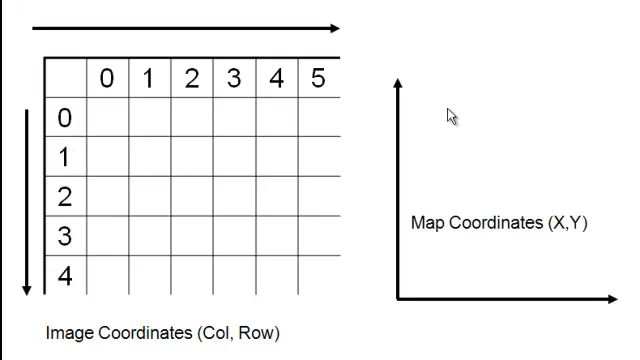 0 1 2 3 4 5
0
1
2
3
4
Map Coordinates (X,Y)
Image Coordinates (Col, Row)